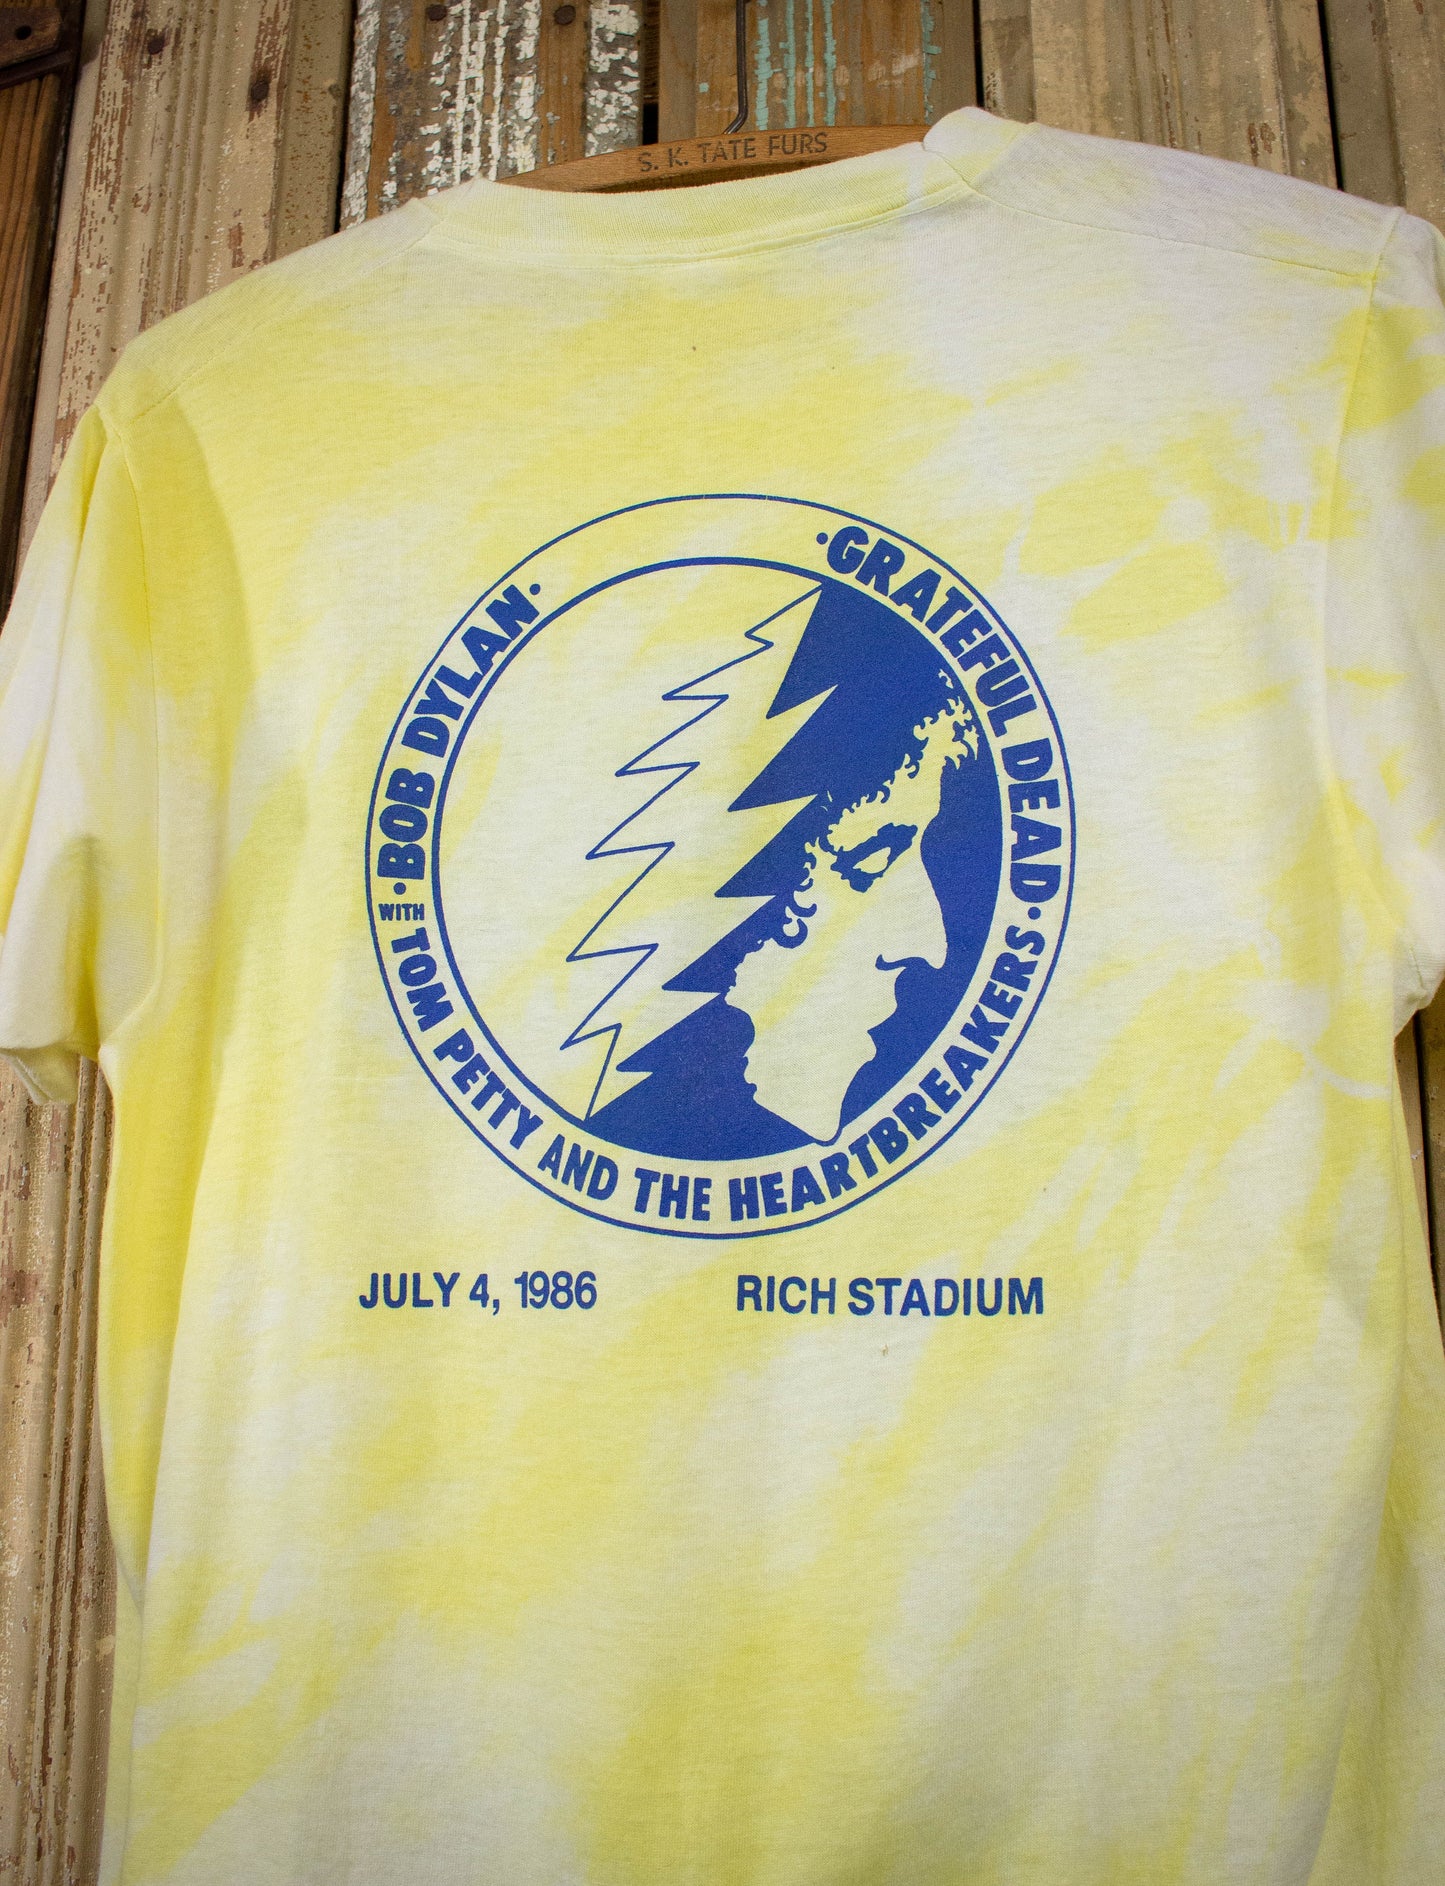 S. K. TATE FURS
·BOB DYLAN·
·GRATEFUL DEAD·
WITH TOM PETTY AND THE HEARTBREAKERS
JULY 4, 1986
RICH STADIUM